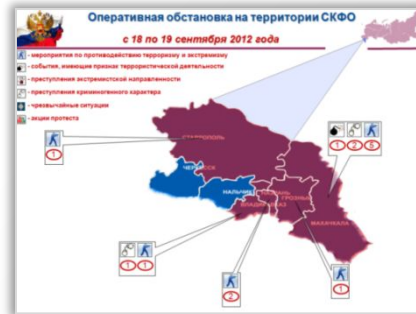 Оперативная обстановка на территории СКФО
с 18 по 19 сентября 2012 года
- мероприятия по противодействию терроризму и экстремизму
- события, имеющие признак террористической деятельности
- преступления экстремистской направленности
- преступления криминогенного характера
- чрезвычайные ситуации
- акции протеста
1
1 2 6
СТАВРОПОЛЬ
ЧЕРКЕССК
НАЛЬЧИК
ГРОЗНЫЙ
МАХАЧКАЛА
1 1
2
1